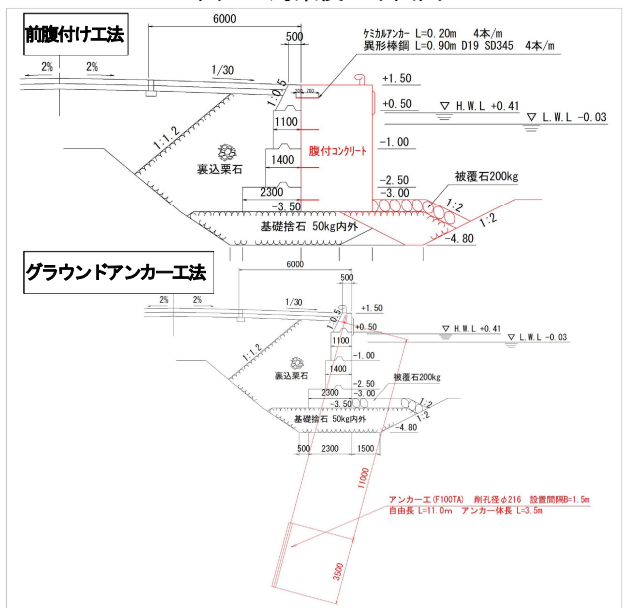 前腹付け工法
6000
500
ケミカルアンカー L=0.20m 4本/m
異形棒鋼 L=0.90m D19 SD345 4本/m
2% 2%
1/30
1:0.5
200 700
+1.50
+0.50
H.W.L +0.41
L.W.L -0.03
1:1.2
1100
腹付コンクリート
-1.00
裏込栗石
1400
-2.50
被覆石200kg
2300
-3.00
-3.50
1:2
1:2
基礎捨石 50kg内外
-4.80
グラウンドアンカー工法
6000
500
2% 2%
1/30
1:0.5
+1.50
+0.50
H.W.L +0.41
L.W.L -0.03
1:1.2
1100
-1.00
裏込栗石
1400
-2.50
被覆石200kg
2300
-3.00
-3.50
1:2
1:2
基礎捨石 50kg内外
-4.80
500 2300 1500
11000
アンカー工(F100TA) 削孔径φ216 設置間隔B=1.5m
自由長 L=11.0m アンカー体長 L=3.5m
3500